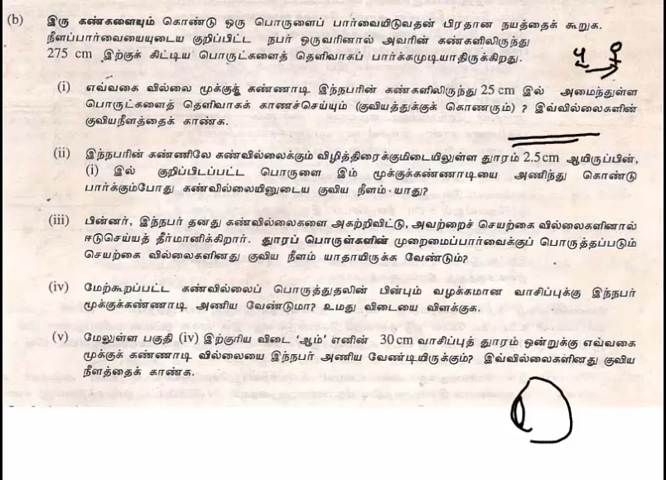 (b) இரு கண்களையும் கொண்டு ஒரு பொருளைப் பார்வையிடுவதன் பிரதான நயத்தைக் கூறுக.
நீளப்பார்வையையுடைய குறிப்பிட்ட நபர் ஒருவரினால் அவரின் கண்களிலிருந்து
275 cm இற்குக் கிட்டிய பொருட்களைத் தெளிவாகப் பார்க்கமுடியாதிருக்கிறது.
(i) எவ்வகை வில்லை மூக்குக் கண்ணாடி இந்நபரின் கண்களிலிருந்து 25 cm இல் அமைந்துள்ள
பொருட்களைத் தெளிவாகக் காணச்செய்யும் (குவியத்துக்குக் கொணரும்) ? இவ்வில்லைகளின்
குவியநீளத்தைக் காண்க.
(ii) இந்நபரின் கண்ணிலே கண்வில்லைக்கும் விழித்திரைக்குமிடையிலுள்ள தூரம் 2.5 cm ஆயிருப்பின்,
(i) இல் குறிப்பிடப்பட்ட பொருளை இம் மூக்குக்கண்ணாடியை அணிந்து கொண்டு
பார்க்கும்போது கண்வில்லையினுடைய குவிய நீளம் யாது?
(iii) பின்னர், இந்நபர் தனது கண்வில்லைகளை அகற்றிவிட்டு, அவற்றைச் செயற்கை வில்லைகளினால்
ஈடுசெய்யத் தீர்மானிக்கிறார். தூரப் பொருள்களின் முறைமைப்பார்வைக்குப் பொருத்தப்படும்
செயற்கை வில்லைகளினது குவிய நீளம் யாதாயிருக்க வேண்டும்?
(iv) மேற்கூறப்பட்ட கண்வில்லைப் பொருத்துதலின் பின்பும் வழக்கமான வாசிப்புக்கு இந்நபர்
மூக்குக்கண்ணாடி அணிய வேண்டுமா? உமது விடையை விளக்குக.
(v) மேலுள்ள பகுதி (iv) இற்குரிய விடை 'ஆம்' எனின் 30 cm வாசிப்புத் தூரம் ஒன்றுக்கு எவ்வகை
மூக்குக் கண்ணாடி வில்லையை இந்நபர் அணிய வேண்டியிருக்கும்? இவ்வில்லைகளினது குவிய
நீளத்தைக் காண்க.